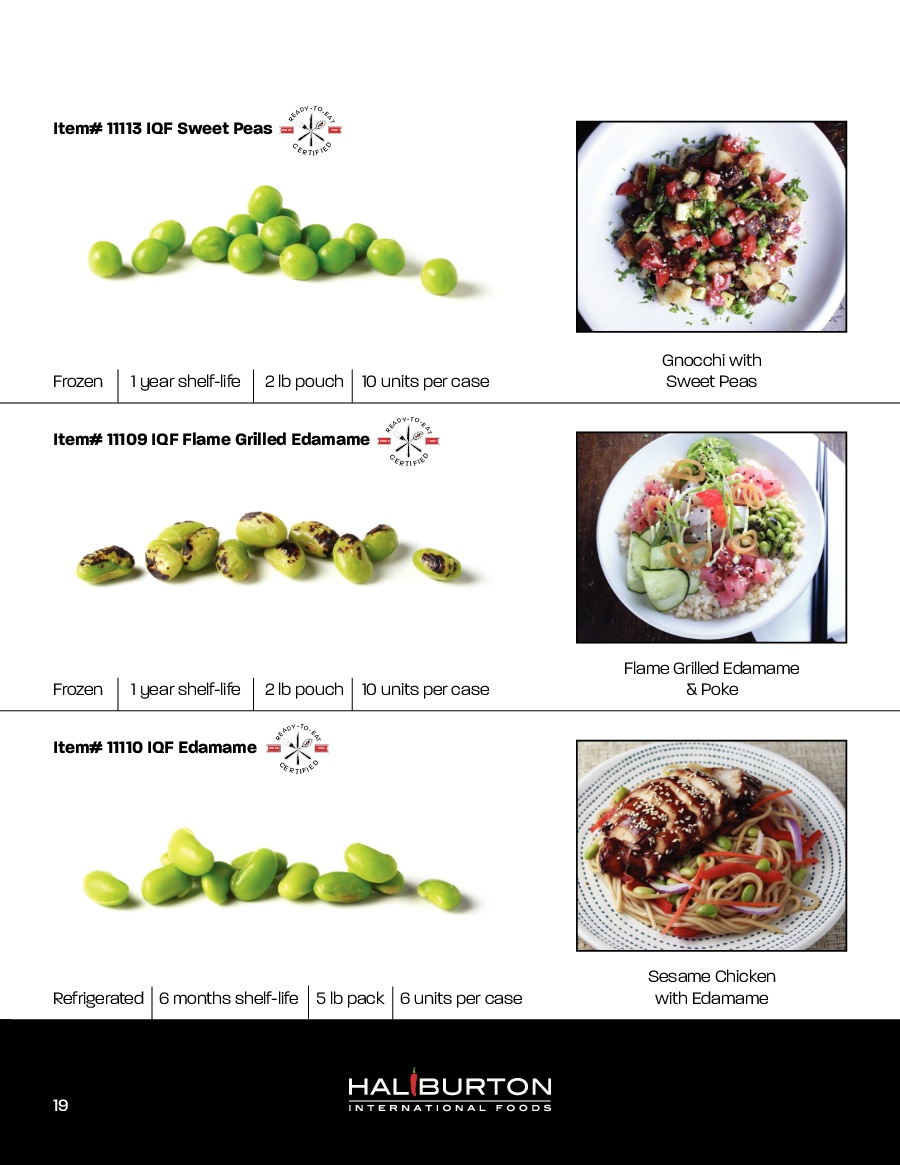 Item# 11113 IQF Sweet Peas
READY-TO-EAT
CERTIFIED
Frozen
1 year shelf-life
2 lb pouch
10 units per case
Gnocchi with
Sweet Peas
Item# 11109 IQF Flame Grilled Edamame
READY-TO-EAT
CERTIFIED
Frozen
1 year shelf-life
2 lb pouch
10 units per case
Flame Grilled Edamame
& Poke
Item# 11110 IQF Edamame
READY-TO-EAT
CERTIFIED
Refrigerated
6 months shelf-life
5 lb pack
6 units per case
Sesame Chicken
with Edamame
19
HALIBURTON
INTERNATIONAL FOODS